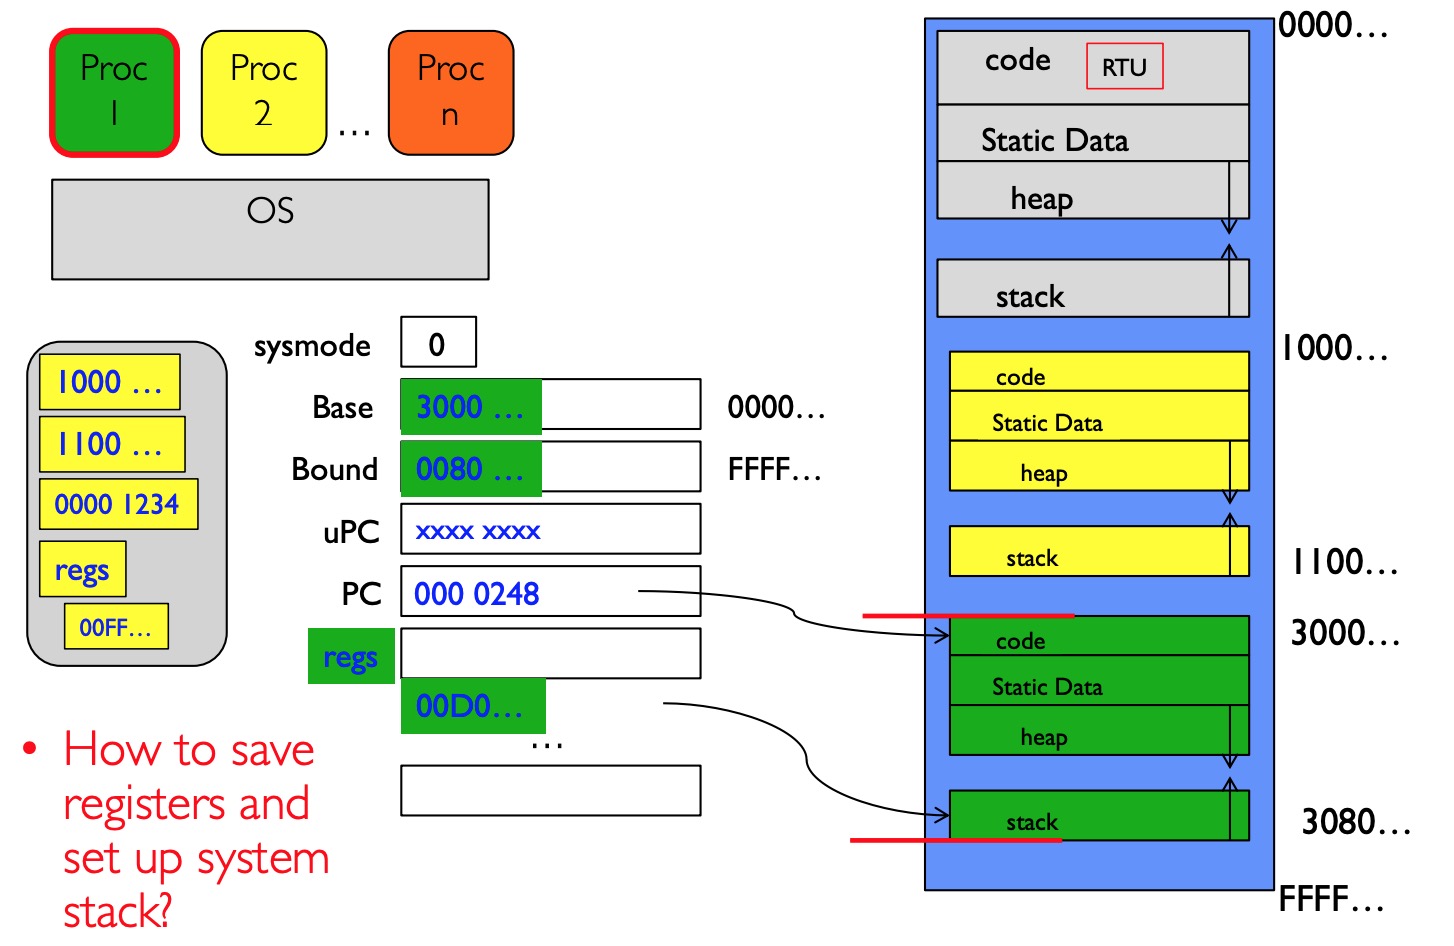 Proc
1
Proc
2
…
Proc
n
OS
1000 …
1100 …
0000 1234
regs
00FF…
sysmode
0
Base
3000 …
0000…
Bound
0080 …
FFFF…
uPC
xxxx xxxx
PC
000 0248
regs
00D0…
…
• How to save
registers and
set up system
stack?
0000…
code
RTU
Static Data
heap
stack
1000…
code
Static Data
heap
stack
1100…
3000…
code
Static Data
heap
stack
3080…
FFFF…